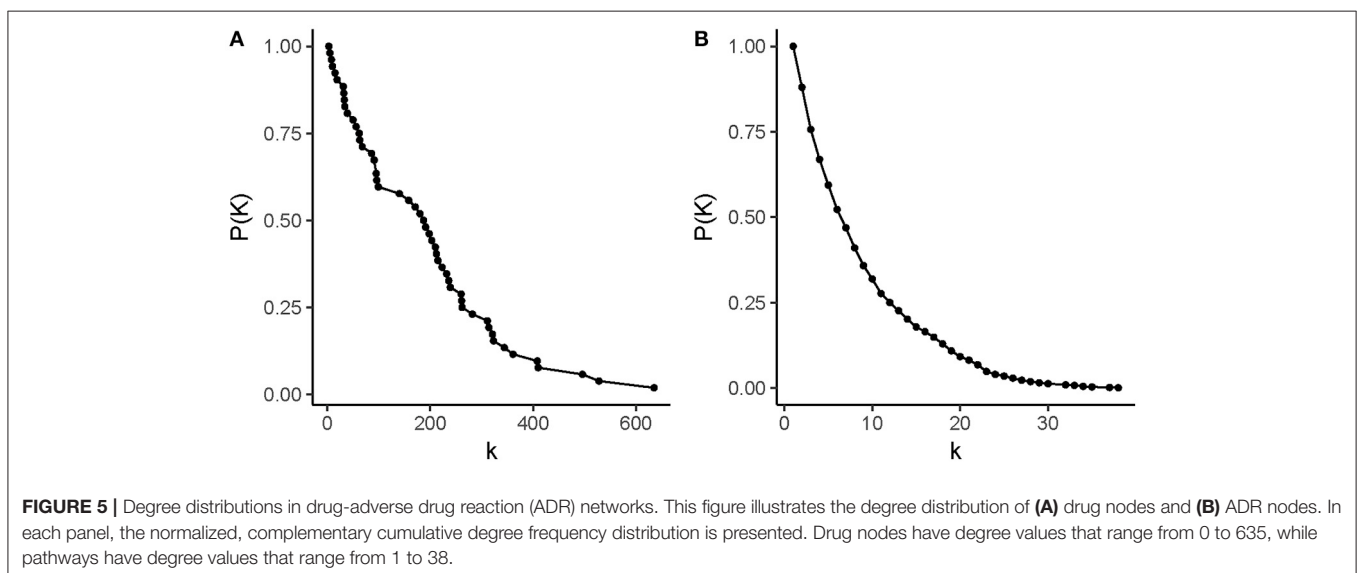 A
1.00
0.75
0.50
0.25
0.00
P(K)
0 200 400 600
k
B
1.00
0.75
0.50
0.25
0.00
P(K)
0 10 20 30
k
FIGURE 5 | Degree distributions in drug-adverse drug reaction (ADR) networks. This figure illustrates the degree distribution of (A) drug nodes and (B) ADR nodes. In
each panel, the normalized, complementary cumulative degree frequency distribution is presented. Drug nodes have degree values that range from 0 to 635, while
pathways have degree values that range from 1 to 38.